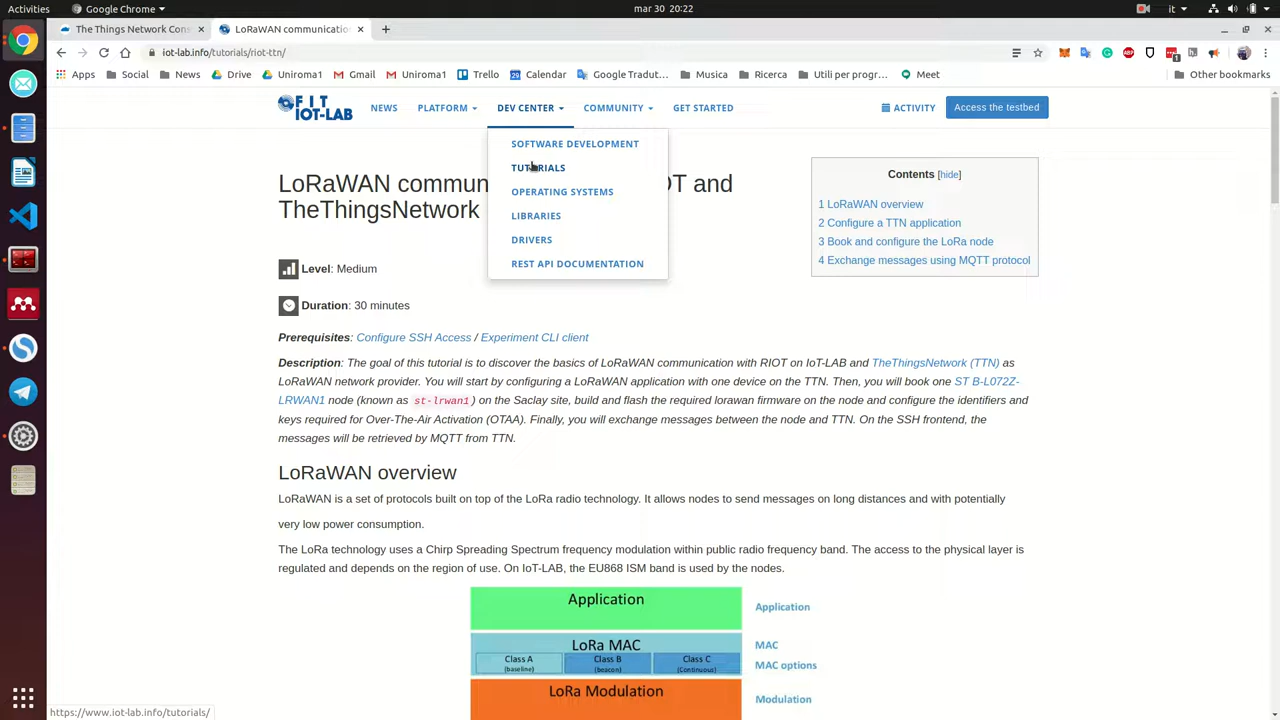 Activities
Google Chrome
mar 30 20:22
it
The Things Network Cons
LoRaWAN communicatio
iot-lab.info/tutorials/riot-ttn/
Apps
Social
News
Drive
Uniroma1
Gmail
Uniroma1
Trello
Calendar
Google Tradut…
Musica
Ricerca
Utili per progr…
Meet
Other bookmarks
FIT
IOT-LAB
NEWS
PLATFORM
DEV CENTER
COMMUNITY
GET STARTED
ACTIVITY
Access the testbed
SOFTWARE DEVELOPMENT
TUTORIALS
OPERATING SYSTEMS
LIBRARIES
DRIVERS
REST API DOCUMENTATION
LoRaWAN commun OT and
TheThingsNetwork
Contents [hide]
1 LoRaWAN overview
2 Configure a TTN application
3 Book and configure the LoRa node
4 Exchange messages using MQTT protocol
Level: Medium
Duration: 30 minutes
Prerequisites: Configure SSH Access / Experiment CLI client
Description: The goal of this tutorial is to discover the basics of LoRaWAN communication with RIOT on IoT-LAB and TheThingsNetwork (TTN) as
LoRaWAN network provider. You will start by configuring a LoRaWAN application with one device on the TTN. Then, you will book one ST B-L072Z-
LRWAN1 node (known as st-lrwan1) on the Saclay site, build and flash the required lorawan firmware on the node and configure the identifiers and
keys required for Over-The-Air Activation (OTAA). Finally, you will exchange messages between the node and TTN. On the SSH frontend, the
messages will be retrieved by MQTT from TTN.
LoRaWAN overview
LoRaWAN is a set of protocols built on top of the LoRa radio technology. It allows nodes to send messages on long distances and with potentially
very low power consumption.
The LoRa technology uses a Chirp Spreading Spectrum frequency modulation within public radio frequency band. The access to the physical layer is
regulated and depends on the region of use. On IoT-LAB, the EU868 ISM band is used by the nodes.
Application
Application
LoRa MAC
MAC
Class A
(baseline)
Class B
(beacon)
Class C
(Continuous)
MAC options
LoRa Modulation
Modulation
https://www.iot-lab.info/tutorials/